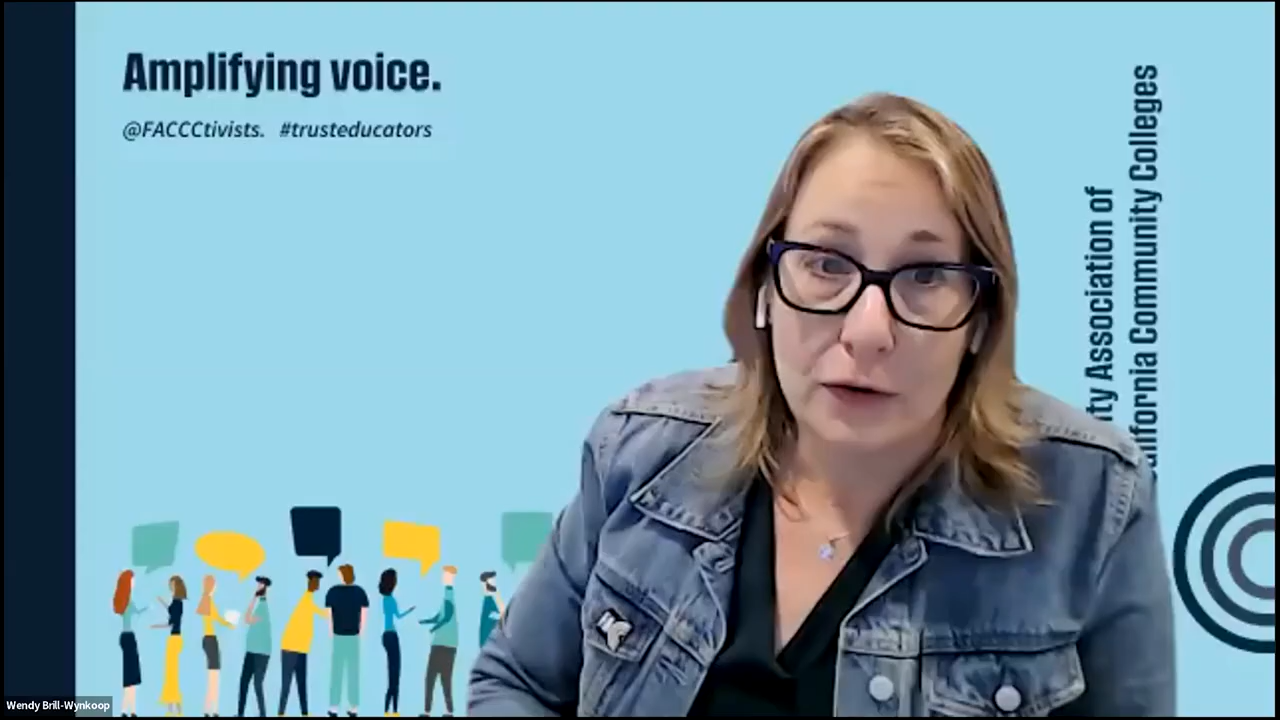 Amplifying voice.
@FACCCtivists. #trusteducators
ty Association of
alifornia Community Colleges
Wendy Brill-Wynkoop